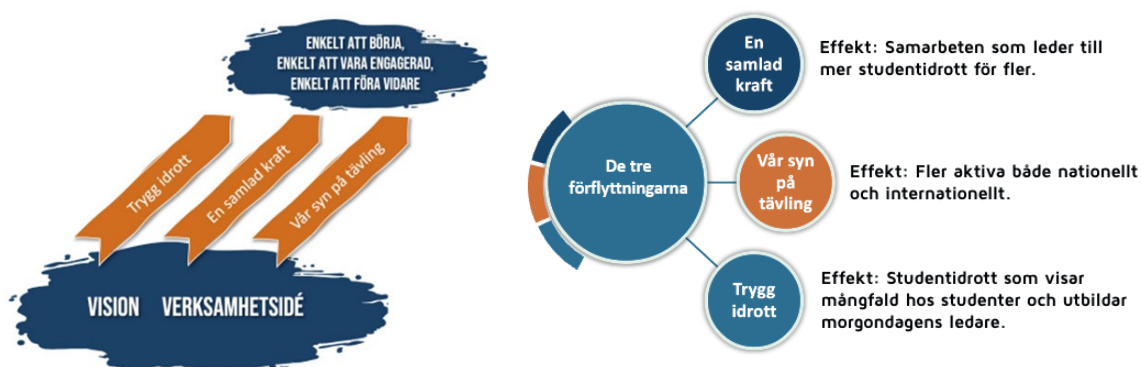 ENKELT ATT BÖRJA,
ENKELT ATT VARA ENGAGERAD,
ENKELT ATT FÖRA VIDARE
Trygg idrott
En samlad kraft
Vår syn på tävling
VISION VERKSAMHETSIDÉ
De tre
förflyttningarna
En
samlad
kraft
Effekt: Samarbeten som leder till
mer studentidrott för fler.
Vår syn
på
tävling
Effekt: Fler aktiva både nationellt
och internationellt.
Trygg
idrott
Effekt: Studentidrott som visar
mångfald hos studenter och utbildar
morgondagens ledare.